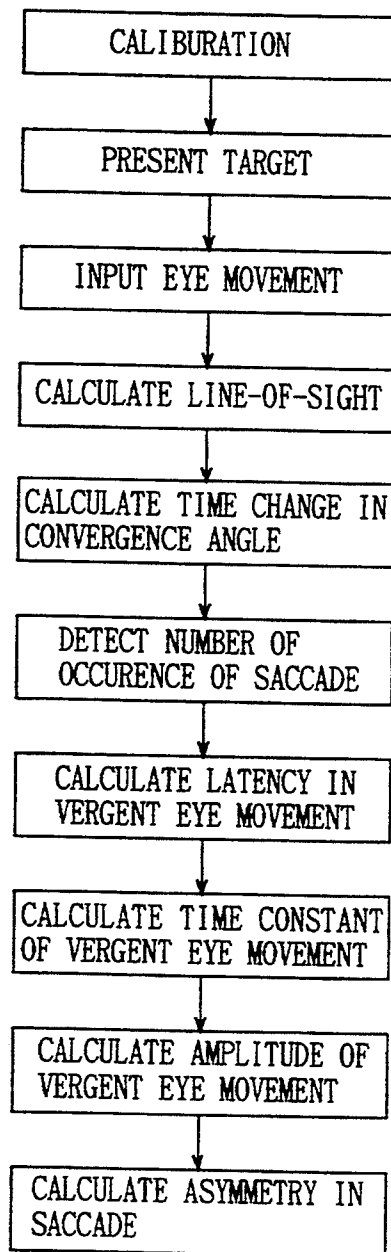 CALIBURATION
PRESENT TARGET
INPUT EYE MOVEMENT
CALCULATE LINE-OF-SIGHT
CALCULATE TIME CHANGE IN
CONVERGENCE ANGLE
DETECT NUMBER OF
OCCURENCE OF SACCADE
CALCULATE LATENCY IN
VERGENT EYE MOVEMENT
CALCULATE TIME CONSTANT
OF VERGENT EYE MOVEMENT
CALCULATE AMPLITUDE OF
VERGENT EYE MOVEMENT
CALCULATE ASYMMETRY IN
SACCADE